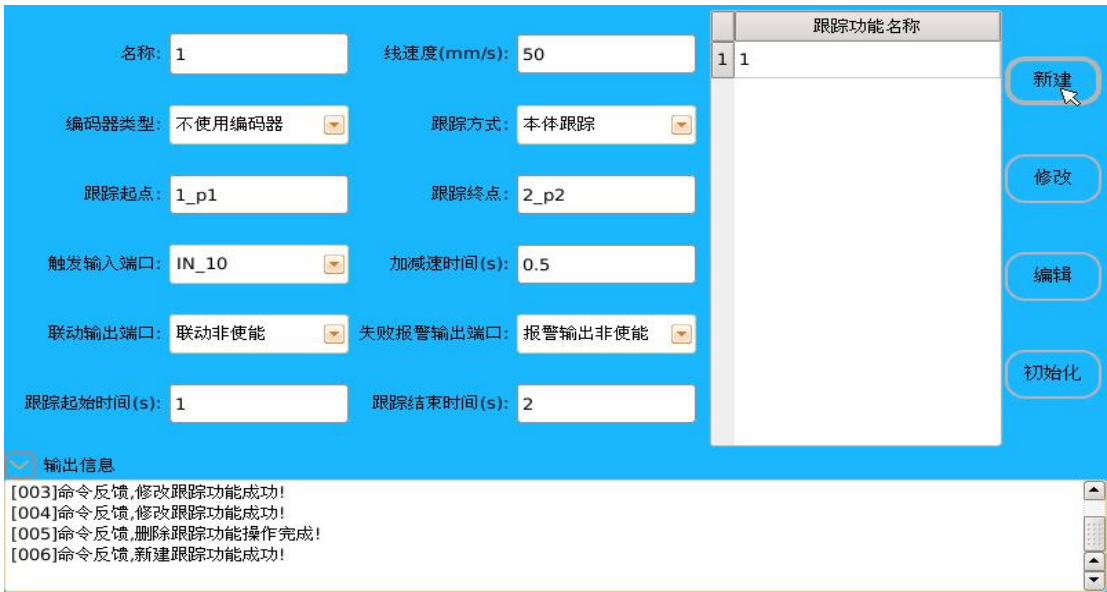 名称: 1 线速度(mm/s): 50
编码器类型: 不使用编码器 跟踪方式: 本体跟踪
跟踪起点: 1_p1 跟踪终点: 2_p2
触发输入端口: IN_10 加减速时间(s): 0.5
联动输出端口: 联动非使能 失败报警输出端口: 报警输出非使能
跟踪起始时间(s): 1 跟踪结束时间(s): 2
跟踪功能名称
1 1
新建
修改
编辑
初始化
输出信息
[003]命令反馈,修改跟踪功能成功!
[004]命令反馈,修改跟踪功能成功!
[005]命令反馈,删除跟踪功能操作完成!
[006]命令反馈,新建跟踪功能成功!